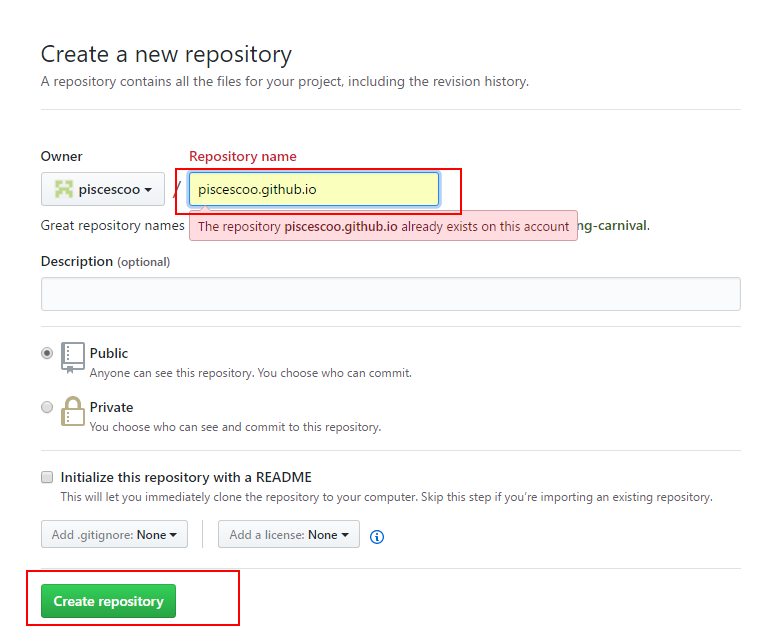 Create a new repository
A repository contains all the files for your project, including the revision history.
Owner
Repository name
piscescoo
/
piscescoo.github.io
Great repository names
ng-carnival.
The repository piscescoo.github.io already exists on this account
Description (optional)
Public
Anyone can see this repository. You choose who can commit.
Private
You choose who can see and commit to this repository.
Initialize this repository with a README
This will let you immediately clone the repository to your computer. Skip this step if you’re importing an existing repository.
Add .gitignore: None
Add a license: None
Create repository